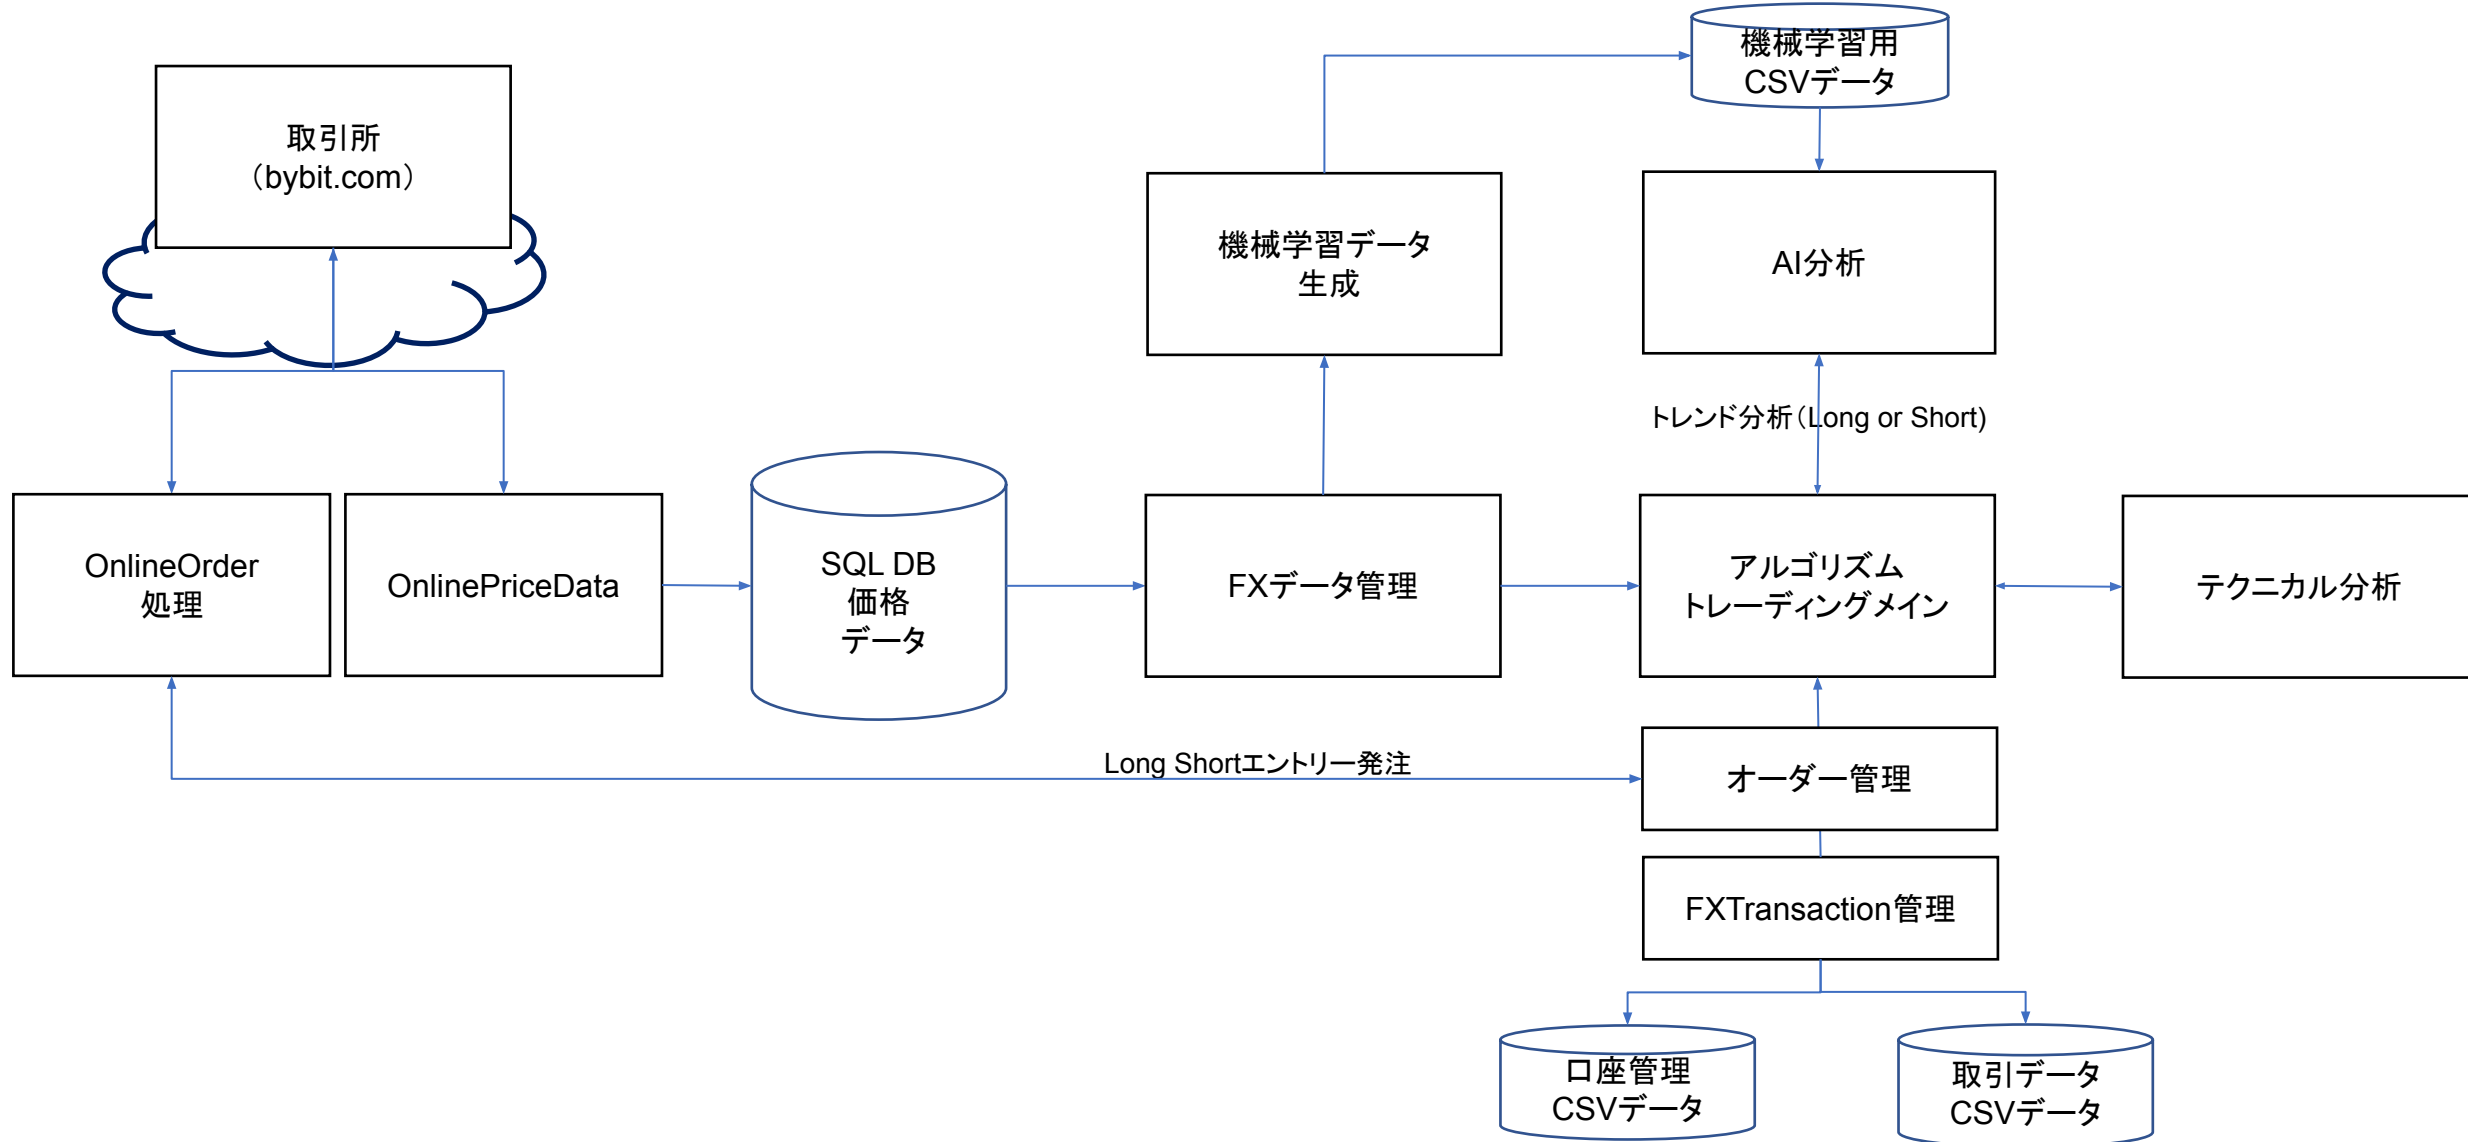 機械学習用
CSVデータ
取引所
（bybit.com）
機械学習データ
生成
AI分析
トレンド分析（Long or Short)
OnlineOrder
処理
OnlinePriceData
SQL DB
価格
データ
FXデータ管理
アルゴリズム
トレーディングメイン
テクニカル分析
Long Shortエントリー発注
オーダー管理
FXTransaction管理
口座管理
CSVデータ
取引データ
CSVデータ